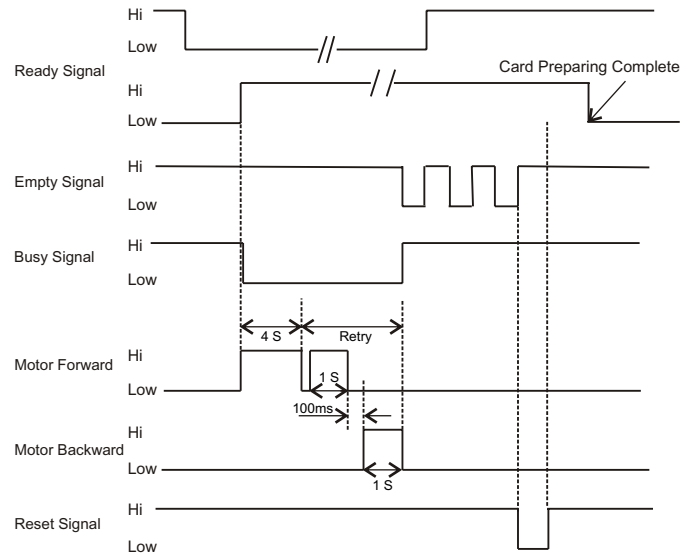 Hi
Low
Ready Signal
Card Preparing Complete
Hi
Low
Hi
Empty Signal
Low
Hi
Busy Signal
Low
4 S
Retry
Hi
Motor Forward
1 S
Low
100ms
Hi
Motor Backward
Low
1 S
Hi
Reset Signal
Low